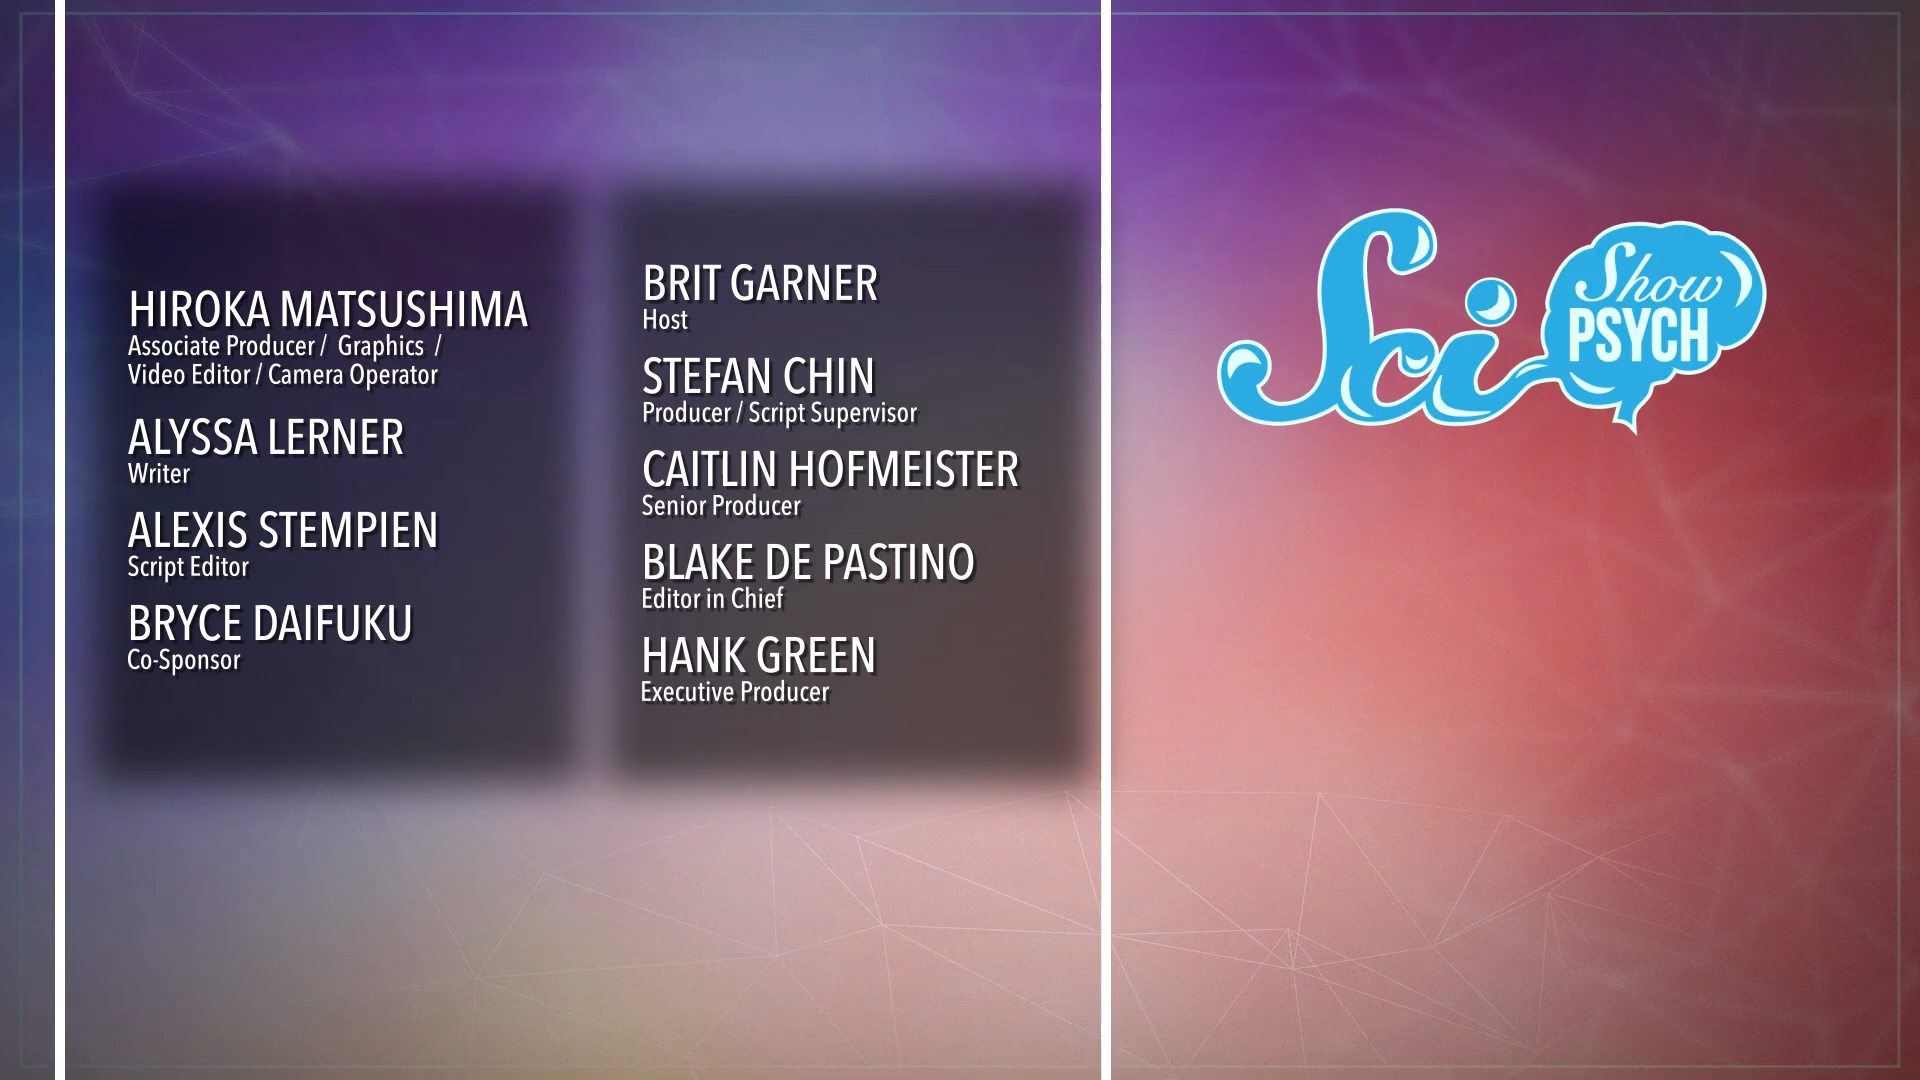 HIROKA MATSUSHIMA
Associate Producer / Graphics /
Video Editor / Camera Operator
ALYSSA LERNER
Writer
ALEXIS STEMPIEN
Script Editor
BRYCE DAIFUKU
Co-Sponsor
BRIT GARNER
Host
STEFAN CHIN
Producer / Script Supervisor
CAITLIN HOFMEISTER
Senior Producer
BLAKE DE PASTINO
Editor in Chief
HANK GREEN
Executive Producer
Sci
Show
PSYCH